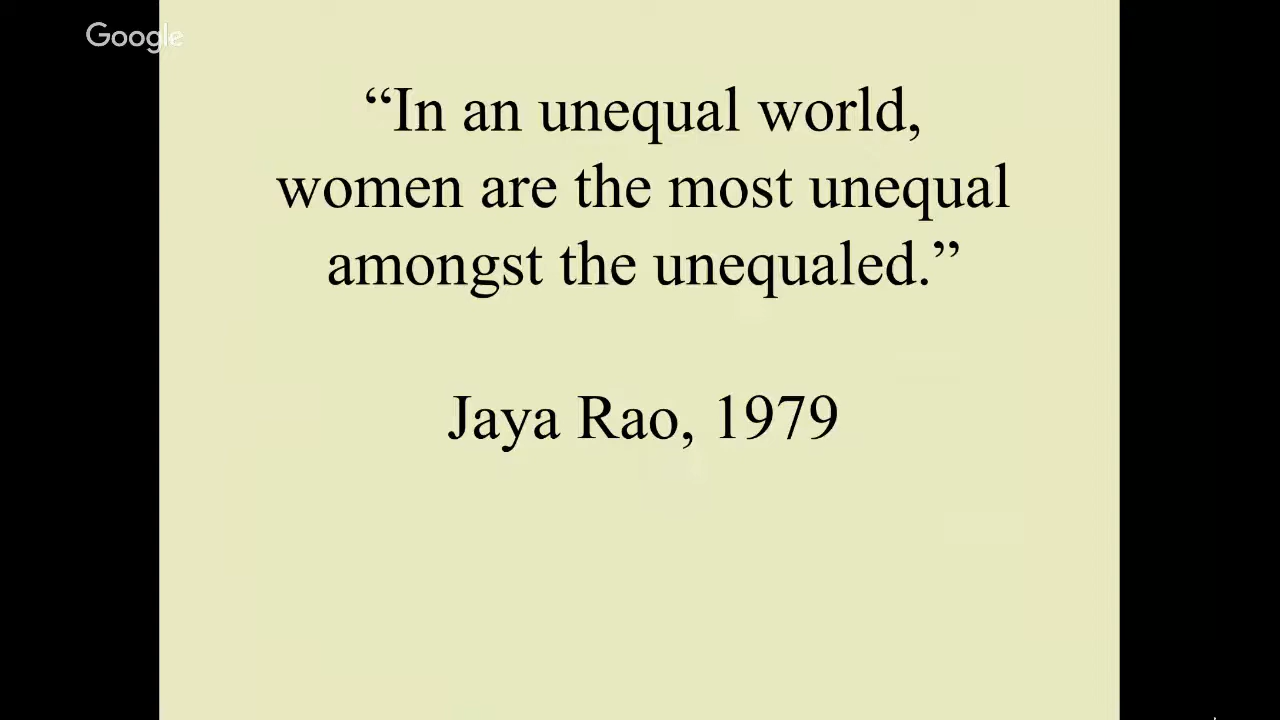 Google
“In an unequal world,
women are the most unequal
amongst the unequaled.”
Jaya Rao, 1979